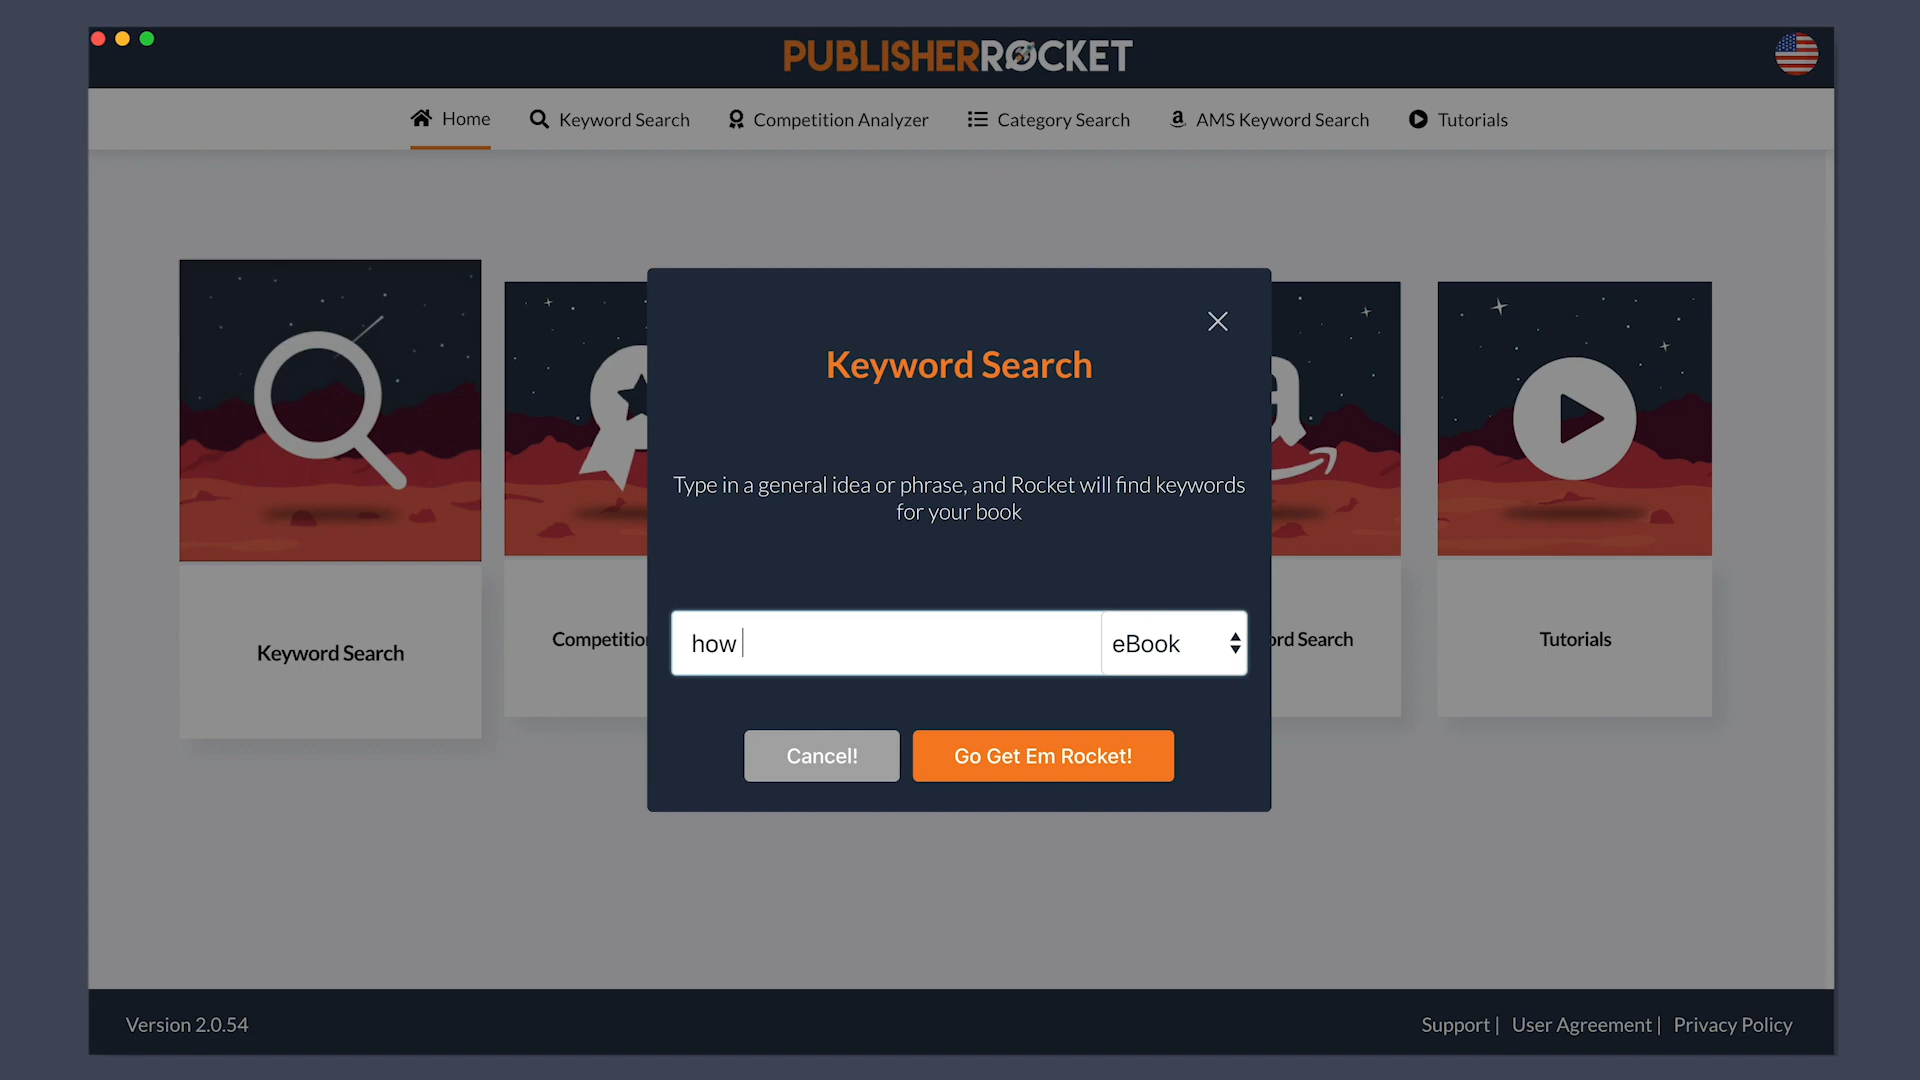 PUBLISHERROCKET
Home
Keyword Search
Competition Analyzer
Category Search
AMS Keyword Search
Tutorials
Keyword Search
Type in a general idea or phrase, and Rocket will find keywords
for your book
how
eBook
Cancel!
Go Get Em Rocket!
Keyword Search
Search
Tutorials
Version 2.0.54
Support | User Agreement | Privacy Policy